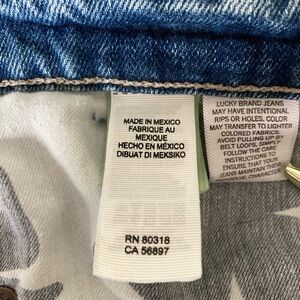 MADE IN MEXICO
FABRIQUE AU
MEXIQUE
HECHO EN MÉXICO
DIBUAT DI MEKSIKO
RN 80318
CA 56897
LUCKY BRAND JEANS
MAY HAVE INTENTIONAL
RIPS OR HOLES. COLOR
MAY TRANSFER TO LIGHTER
COLORED FABRICS.
AVOID PULLING UP BY
BELT LOOPS, SIMPLY
FOLLOW THE CARE
INSTRUCTIONS TO
ENSURE THAT YOUR
JEANS MAINTAIN THEIR
INDIVIDUAL CHARACTER.